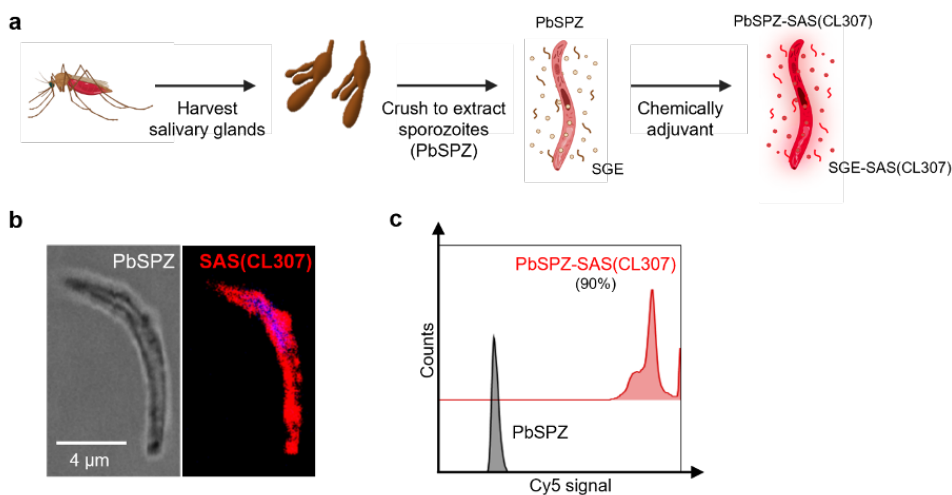 a
Harvest
salivary glands
Crush to extract
sporozoites
(PbSPZ)
PbSPZ
SGE
Chemically
adjuvant
PbSPZ-SAS(CL307)
SGE-SAS(CL307)
b
PbSPZ
SAS(CL307)
4 μm
c
PbSPZ-SAS(CL307)
(90%)
Counts
PbSPZ
Cy5 signal